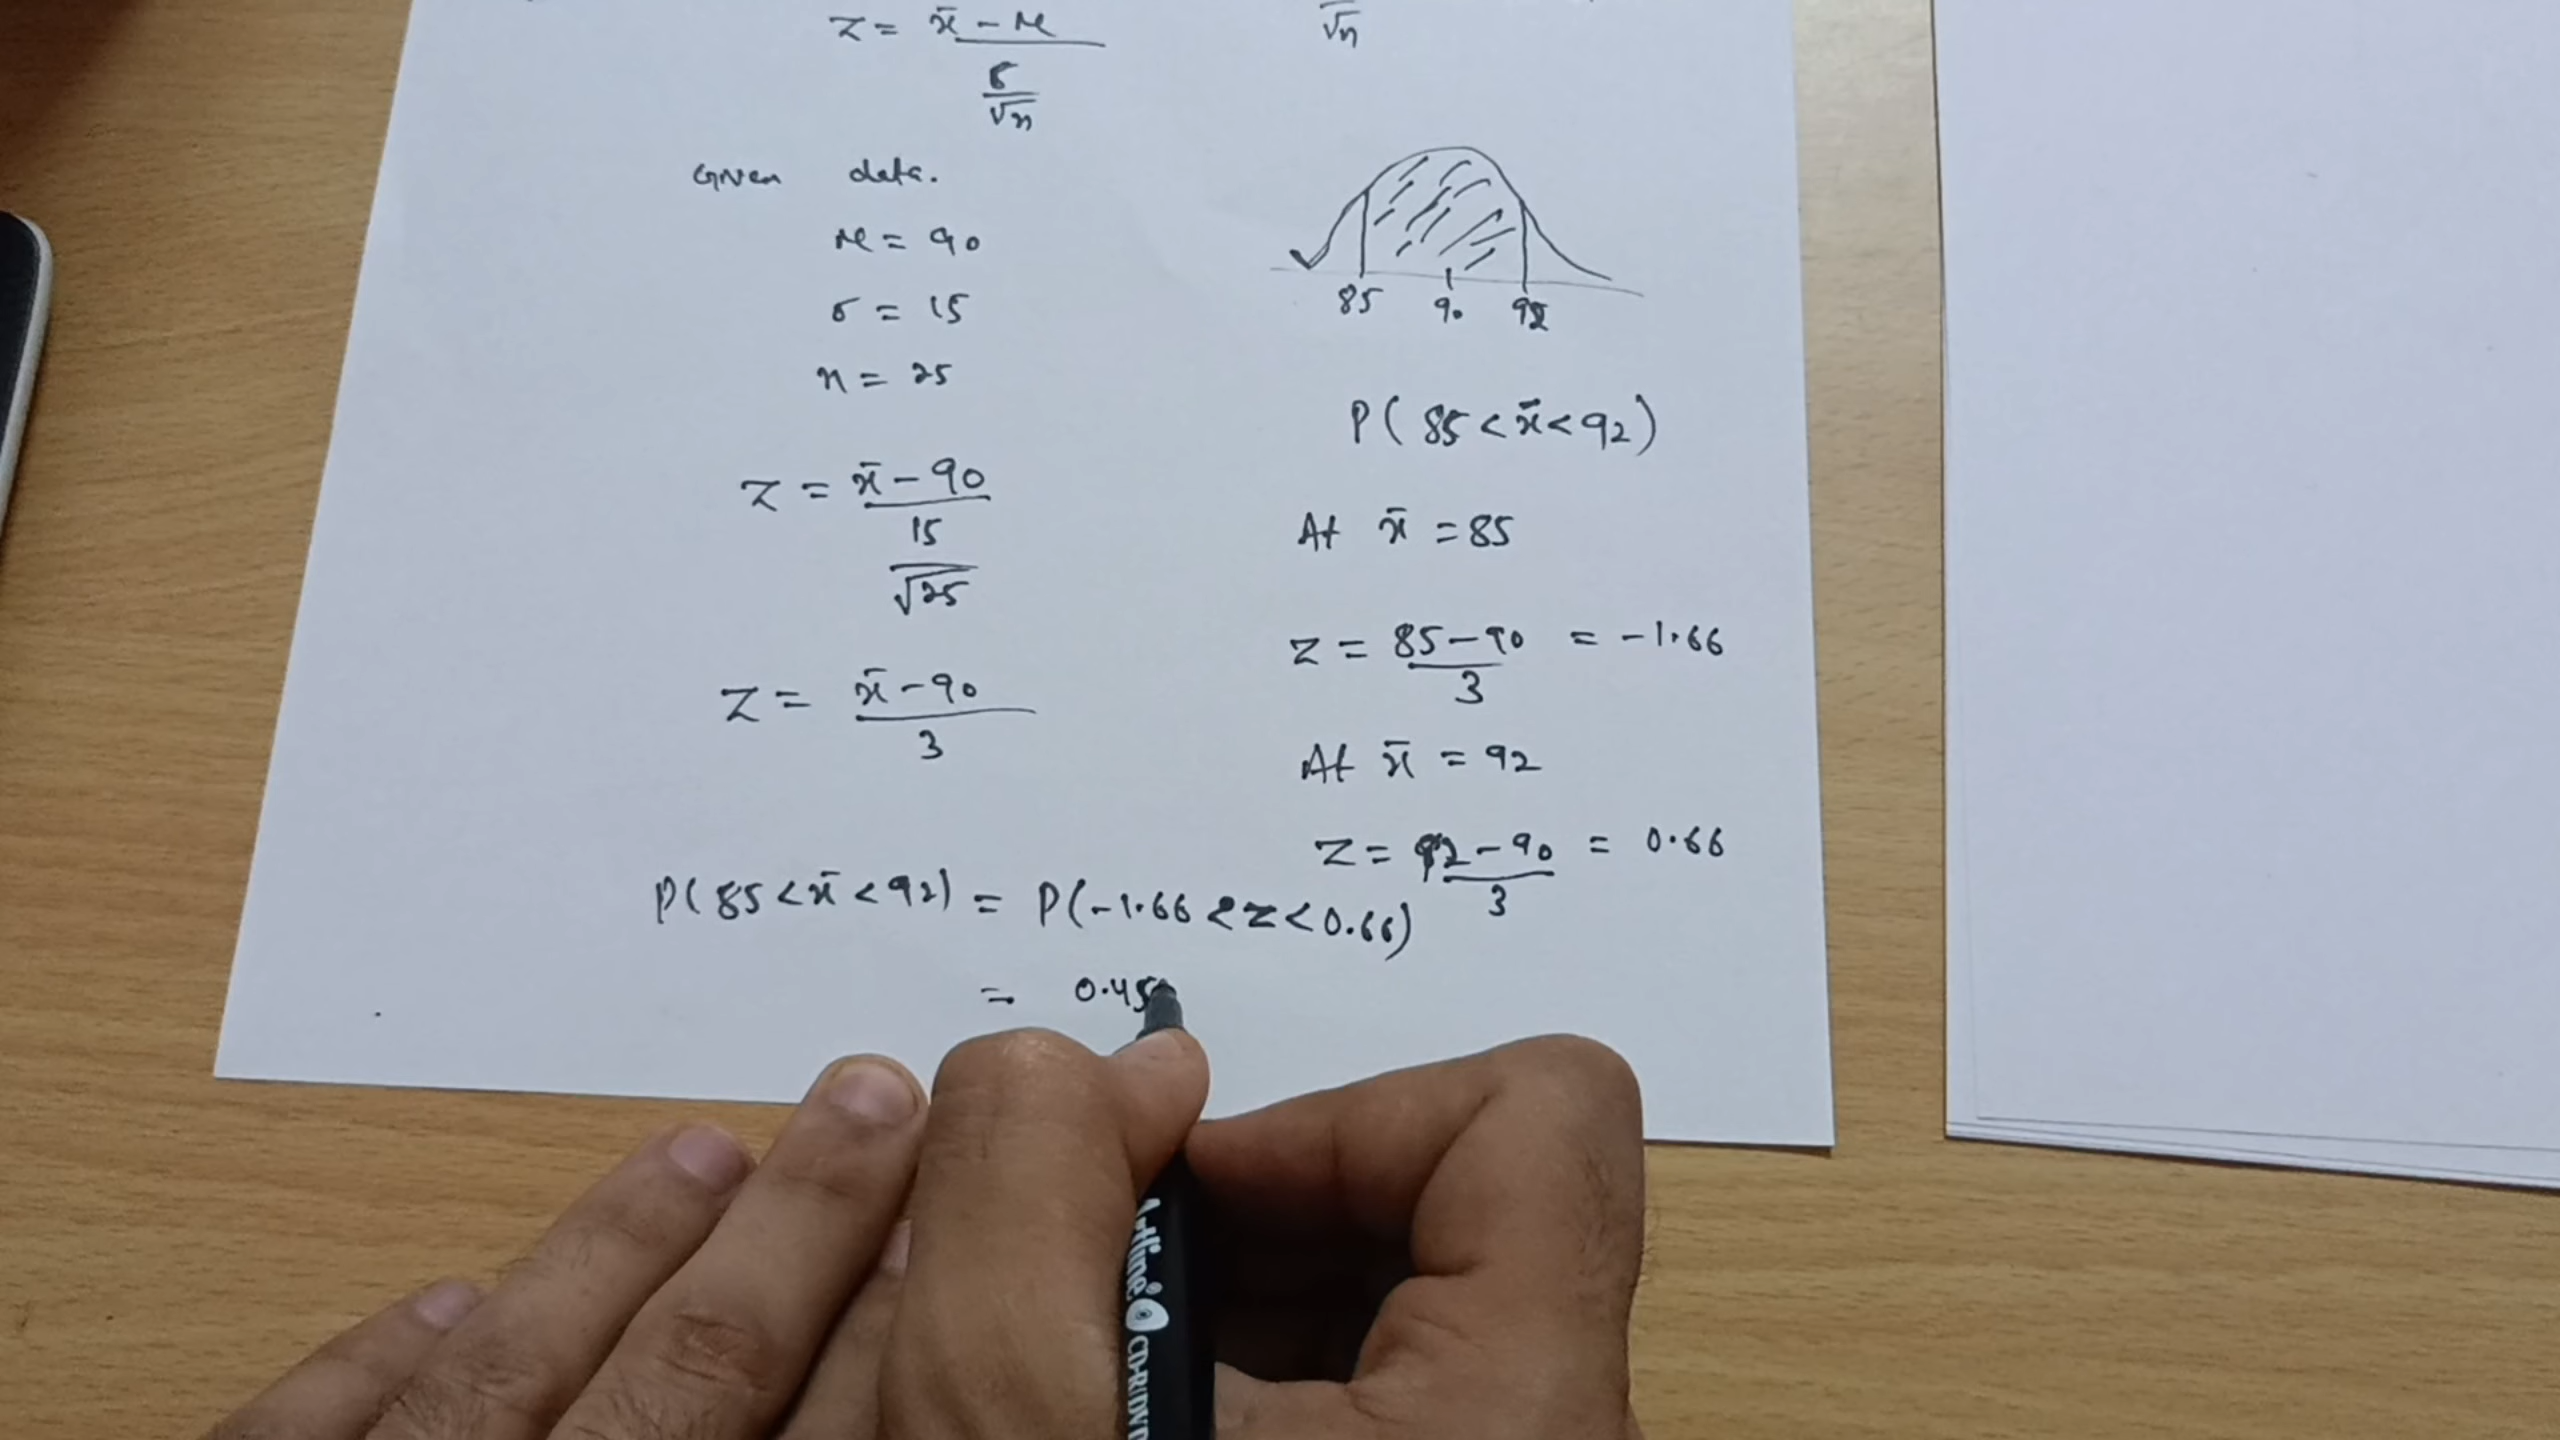 z = x̄ - μ
σ
√n
√n
Given data.
μ = 90
σ = 15
n = 25
z = x̄ - 90
15
√25
z = x̄ - 90
3
85 90 92
P(85 < x̄ < 92)
At x̄ = 85
z = 85 - 90 = -1.66
3
At x̄ = 92
z = 92 - 90 = 0.66
3
P(85 < x̄ < 92) = P(-1.66 < z < 0.66)
= 0.45
Artline